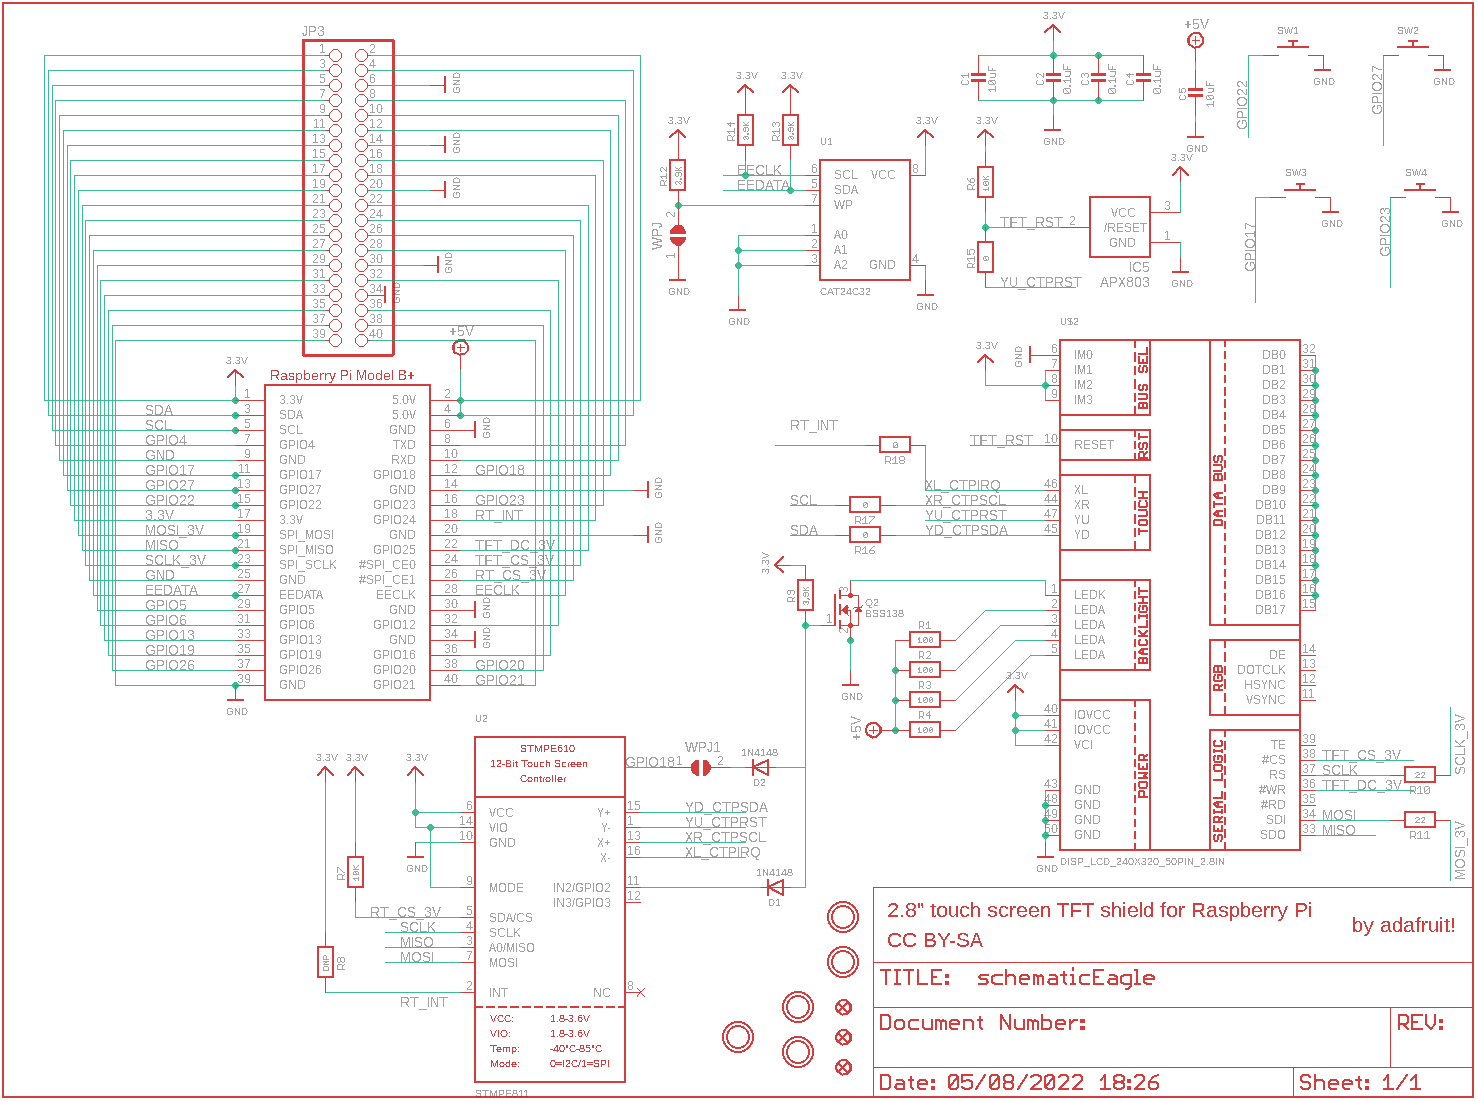 JP3
1 2
3 4
5 6 GND
7 8
9 10
11 12
13 14 GND
15 16
17 18
19 20 GND
21 22
23 24
25 26
27 28
29 30 GND
31 32
33 34 GND
35 36
37 38
39 40
+5V
3.3V
Raspberry Pi Model B+
1 3.3V 5.0V 2
SDA 3 SDA 5.0V 4
SCL 5 SCL GND 6 GND
GPIO4 7 GPIO4 TXD 8
GND 9 GND RXD 10
GPIO17 11 GPIO17 GPIO18 12 GPIO18
GPIO27 13 GPIO27 GND 14 GND
GPIO22 15 GPIO22 GPIO23 16 GPIO23
3.3V 17 3.3V GPIO24 18 RT_INT
MOSI_3V 19 SPI_MOSI GND 20 GND
MISO 21 SPI_MISO GPIO25 22 TFT_DC_3V
SCLK_3V 23 SPI_SCLK #SPI_CE0 24 TFT_CS_3V
GND 25 GND #SPI_CE1 26 RT_CS_3V
EEDATA 27 EEDATA EECLK 28 EECLK
GPIO5 29 GPIO5 GND 30 GND
GPIO6 31 GPIO6 GPIO12 32
GPIO13 33 GPIO13 GND 34 GND
GPIO19 35 GPIO19 GPIO16 36
GPIO26 37 GPIO26 GPIO20 38 GPIO20
39 GND GPIO21 40 GPIO21
GND
3.3V
R12
3.9K
WPJ
2
1
GND
3.3V 3.3V
R14 3.9K
R13 3.9K
EECLK
EEDATA
U1
3.3V
6 SCL VCC 8
5 SDA
7 WP
1 A0
2 A1
3 A2 GND 4
CAT24C32
GND
GND
3.3V
C1 10uF
C2 0.1uF
C3 0.1uF
C4 0.1uF
GND
+5V
C5 10uF
GND
SW1
GND
GPIO22
SW2
GND
GPIO27
SW3
GND
GPIO17
SW4
GND
GPIO23
3.3V
R6
10K
TFT_RST 2
R15
0
YU_CTPRST
3.3V
VCC 3
/RESET
GND 1
IC5
APX803
GND
U$2
3.3V
GND
6 IM0
7 IM1
8 IM2
9 IM3
BUS SEL
TFT_RST 10 RESET
RST
RT_INT
0
R18
XL_CTPIRQ 46 XL
SCL 0 R17 XR_CTPSCL 44 XR
YU_CTPRST 47 YU
SDA 0 R16 YD_CTPSDA 45 YD
TOUCH
3.3V
R9
3.9K
Q2
BSS138
1
2
3
GND
1 LEDK
2 LEDA
3 LEDA
4 LEDA
5 LEDA
BACKLIGHT
R1
100
R2
100
R3
100
R4
100
+5V
3.3V
40 IOVCC
41 IOVCC
42 VCI
43 GND
48 GND
49 GND
50 GND
POWER
GND
DATA BUS
DB0 32
DB1 31
DB2 30
DB3 29
DB4 28
DB5 27
DB6 26
DB7 25
DB8 24
DB9 23
DB10 22
DB11 21
DB12 20
DB13 19
DB14 18
DB15 17
DB16 16
DB17 15
RGB
DE 14
DOTCLK 13
HSYNC 12
VSYNC 11
SERIAL LOGIC
TE 39
#CS 38 TFT_CS_3V
RS 37 SCLK
#WR 36 TFT_DC_3V
#RD 35
SDI 34 MOSI
SDO 33 MISO
22
R10
SCLK_3V
22
R11
MOSI_3V
DISP_LCD_240X320_50PIN_2.8IN
U2
STMPE610
12-Bit Touch Screen
Controller
3.3V 3.3V 3.3V
GPIO18 1 WPJ1 2
1N4148
D2
6 VCC Y+ 15 YD_CTPSDA
14 VIO Y- 1 YU_CTPRST
10 GND X+ 13 XR_CTPSCL
X- 16 XL_CTPIRQ
GND
R7
10K
9 MODE IN2/GPIO2 11
IN3/GPIO3 12
1N4148
D1
RT_CS_3V 5 SDA/CS
SCLK 4 SCLK
MISO 3 A0/MISO
MOSI 7 MOSI
DNP
R8
RT_INT 2 INT NC 8
VCC: 1.8-3.6V
VIO: 1.8-3.6V
Temp: -40°C-85°C
Mode: 0=I2C/1=SPI
STMPE811
2.8" touch screen TFT shield for Raspberry Pi
CC BY-SA
by adafruit!
TITLE: schematicEagle
Document Number:
REV:
Date: 05/08/2022 18:26
Sheet: 1/1